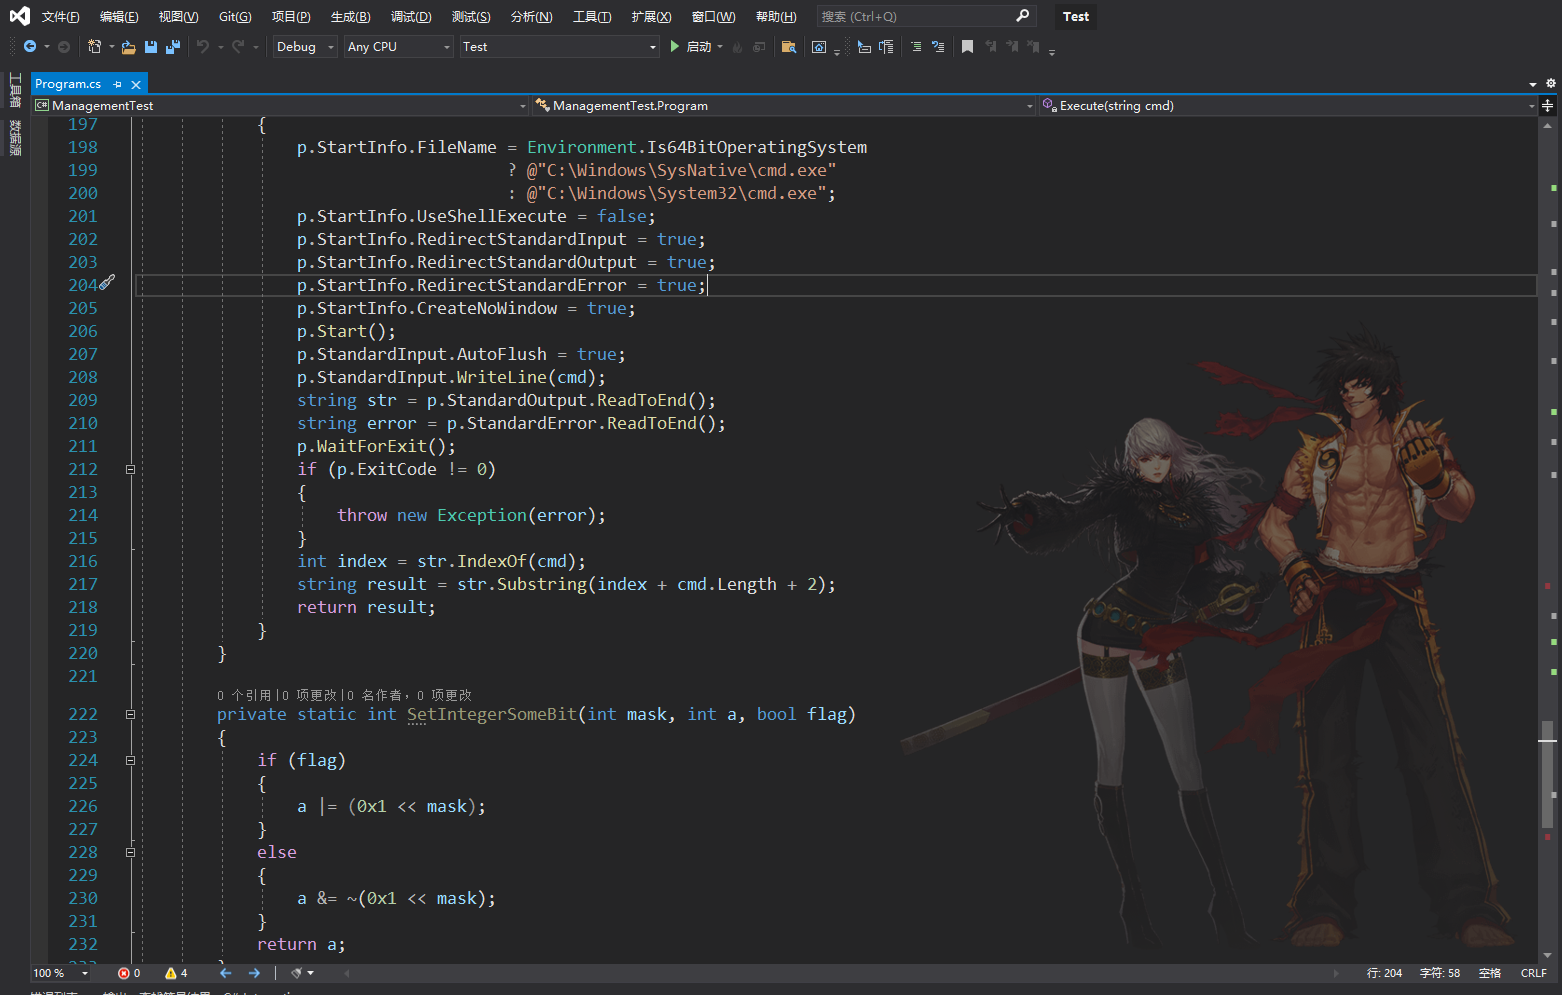 文件(F) 编辑(E) 视图(V) Git(G) 项目(P) 生成(B) 调试(D) 测试(S) 分析(N) 工具(T) 扩展(X) 窗口(W) 帮助(H) 搜索 (Ctrl+Q) Test
Debug Any CPU Test 启动
工具箱
数据源
Program.cs
ManagementTest ManagementTest.Program Execute(string cmd)
197 {
198 p.StartInfo.FileName = Environment.Is64BitOperatingSystem
199 ? @"C:\Windows\SysNative\cmd.exe"
200 : @"C:\Windows\System32\cmd.exe";
201 p.StartInfo.UseShellExecute = false;
202 p.StartInfo.RedirectStandardInput = true;
203 p.StartInfo.RedirectStandardOutput = true;
204 p.StartInfo.RedirectStandardError = true;
205 p.StartInfo.CreateNoWindow = true;
206 p.Start();
207 p.StandardInput.AutoFlush = true;
208 p.StandardInput.WriteLine(cmd);
209 string str = p.StandardOutput.ReadToEnd();
210 string error = p.StandardError.ReadToEnd();
211 p.WaitForExit();
212 if (p.ExitCode != 0)
213 {
214 throw new Exception(error);
215 }
216 int index = str.IndexOf(cmd);
217 string result = str.Substring(index + cmd.Length + 2);
218 return result;
219 }
220 }
221
0 个引用|0 项更改|0 名作者, 0 项更改
222 private static int SetIntegerSomeBit(int mask, int a, bool flag)
223 {
224 if (flag)
225 {
226 a |= (0x1 << mask);
227 }
228 else
229 {
230 a &= ~(0x1 << mask);
231 }
232 return a;
100 % 0 4 行: 204 字符: 58 空格 CRLF